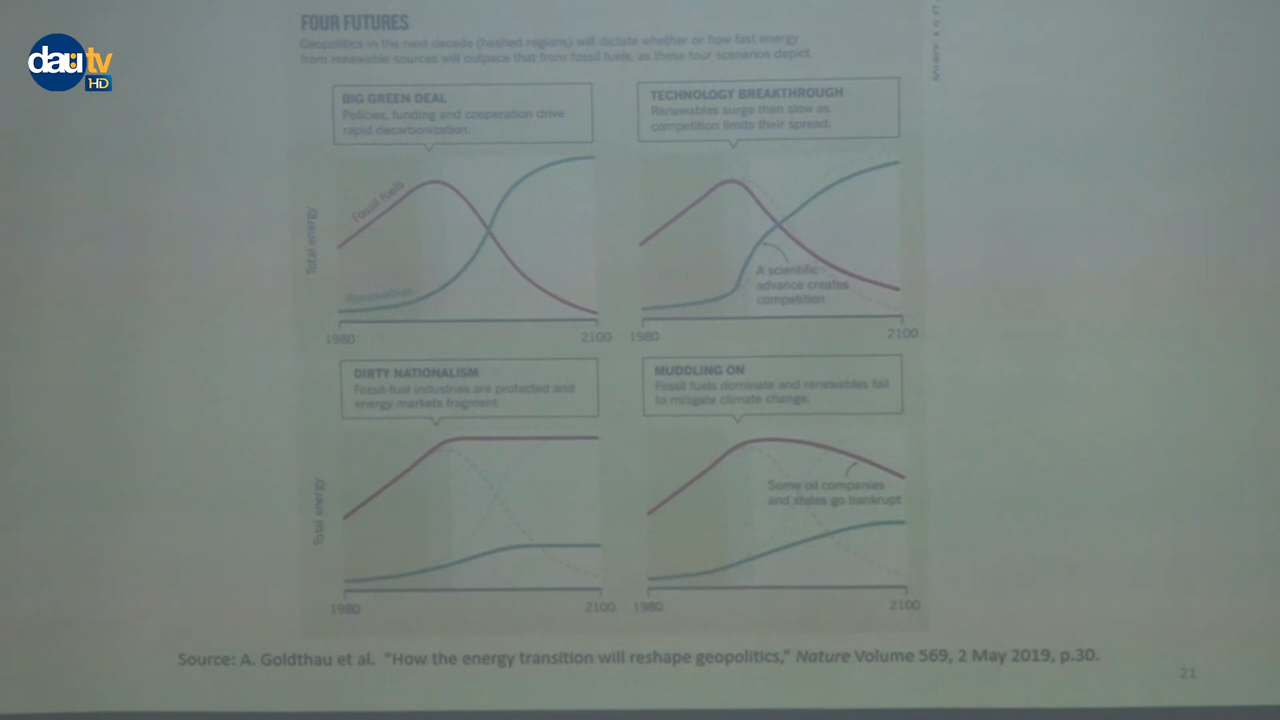 dau:tv
HD
FOUR FUTURES
Geopolitics in the next decade (hashed regions) will dictate whether or how fast energy
from renewable sources will outpace that from fossil fuels, as these four scenarios depict.
BIG GREEN DEAL
Policies, funding and cooperation drive
rapid decarbonization.
Total energy
Fossil fuels
Renewables
1980
2100
TECHNOLOGY BREAKTHROUGH
Renewables surge then slow as
competition limits their spread.
A scientific
advance creates
competition
1980
2100
DIRTY NATIONALISM
Fossil-fuel industries are protected and
energy markets fragment.
Total energy
1980
2100
MUDDLING ON
Fossil fuels dominate and renewables fail
to mitigate climate change.
Some oil companies
and states go bankrupt
1980
2100
Source: A. Goldthau et al. “How the energy transition will reshape geopolitics,” Nature Volume 569, 2 May 2019, p.30.
21